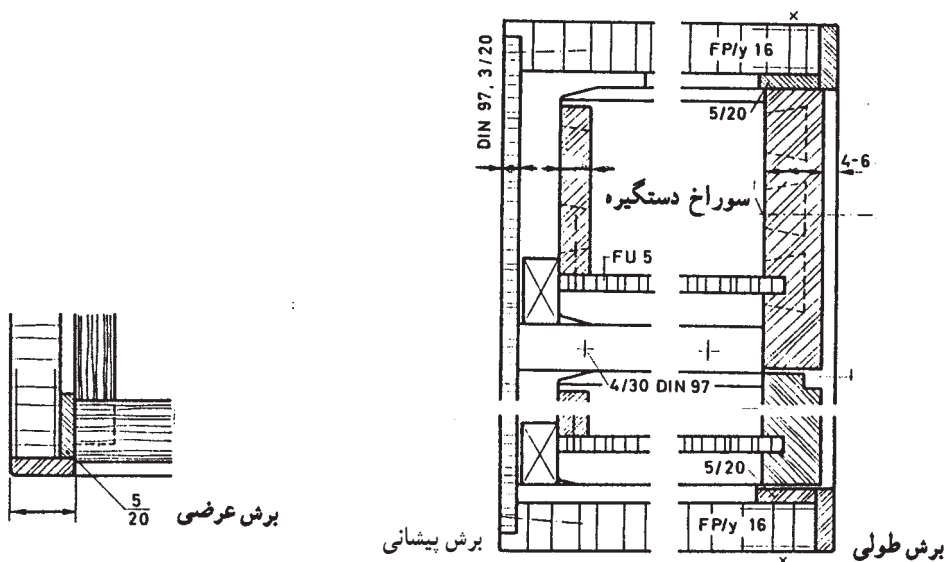 FP/y 16
DIN 97, 3/20
5/20
4-6
سوراخ دستگیره
FU 5
4/30 DIN 97
5/20
FP/y 16
5
20
برش عرضی
برش پیشانی
برش طولی